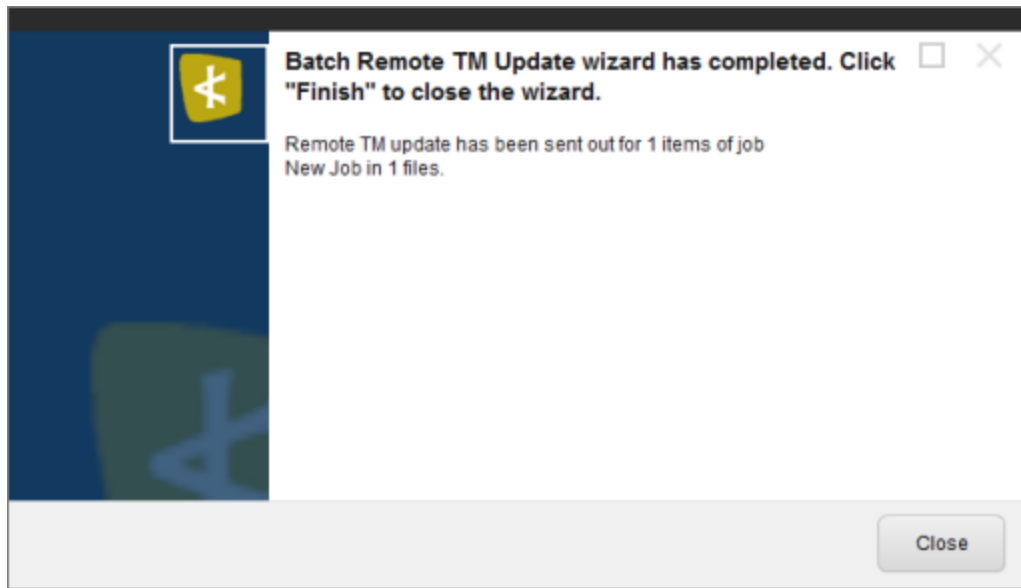 Batch Remote TM Update wizard has completed. Click
"Finish" to close the wizard.
Remote TM update has been sent out for 1 items of job
New Job in 1 files.
Close